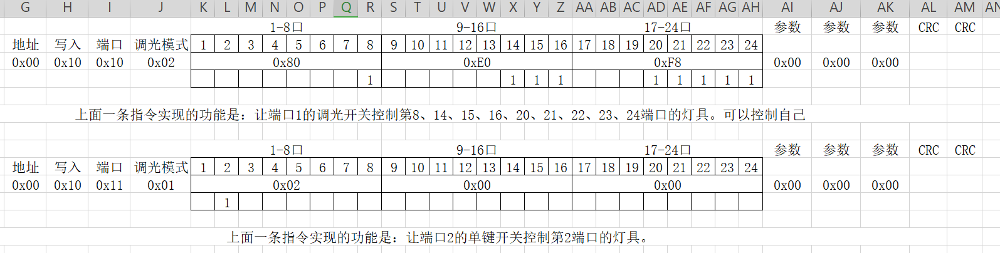 G H I J K L M N O P Q R S T U V W X Y Z AA AB AC AD AE AF AG AH AI AJ AK AL AM AN
1-8口 9-16口 17-24口 参数 参数 参数 CRC CRC
地址 写入 端口 调光模式 1 2 3 4 5 6 7 8 9 10 11 12 13 14 15 16 17 18 19 20 21 22 23 24
0x00 0x10 0x10 0x02 0x80 0xE0 0xF8 0x00 0x00 0x00
1 1 1 1 1 1 1 1 1
上面一条指令实现的功能是：让端口1的调光开关控制第8、14、15、16、20、21、22、23、24端口的灯具。可以控制自己
1-8口 9-16口 17-24口 参数 参数 参数 CRC CRC
地址 写入 端口 调光模式 1 2 3 4 5 6 7 8 9 10 11 12 13 14 15 16 17 18 19 20 21 22 23 24
0x00 0x10 0x11 0x01 0x02 0x00 0x00 0x00 0x00 0x00
1
上面一条指令实现的功能是：让端口2的单键开关控制第2端口的灯具。